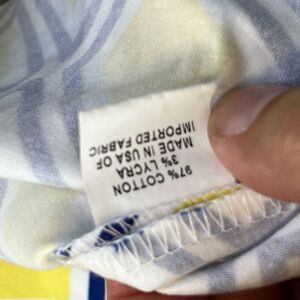 97% COTTON
3% LYCRA
MADE IN USA OF
IMPORTED FABRIC